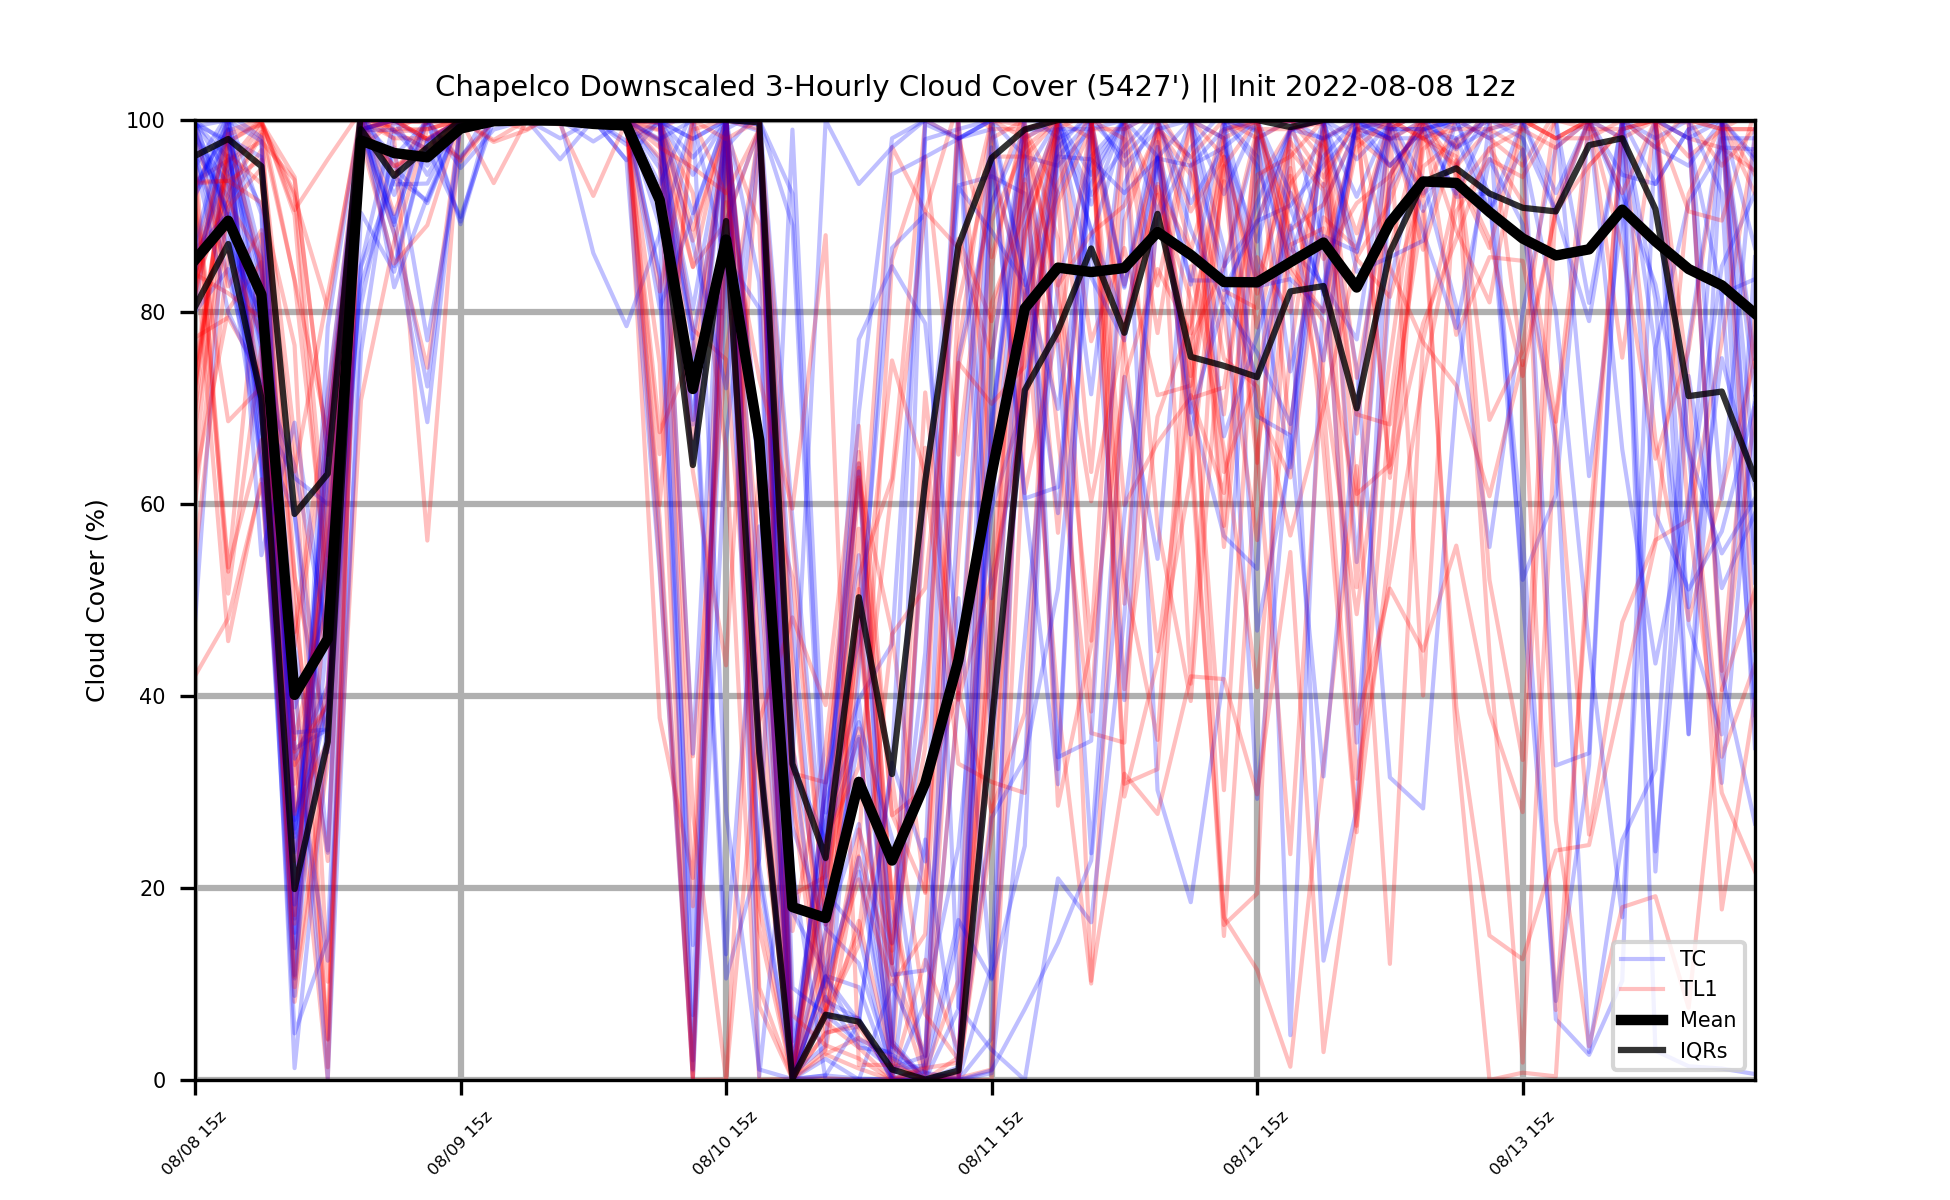 Chapelco Downscaled 3-Hourly Cloud Cover (5427') || Init 2022-08-08 12z
Cloud Cover (%)
100
80
60
40
20
0
TC
TL1
Mean
IQRs
08/08 15z
08/09 15z
08/10 15z
08/11 15z
08/12 15z
08/13 15z